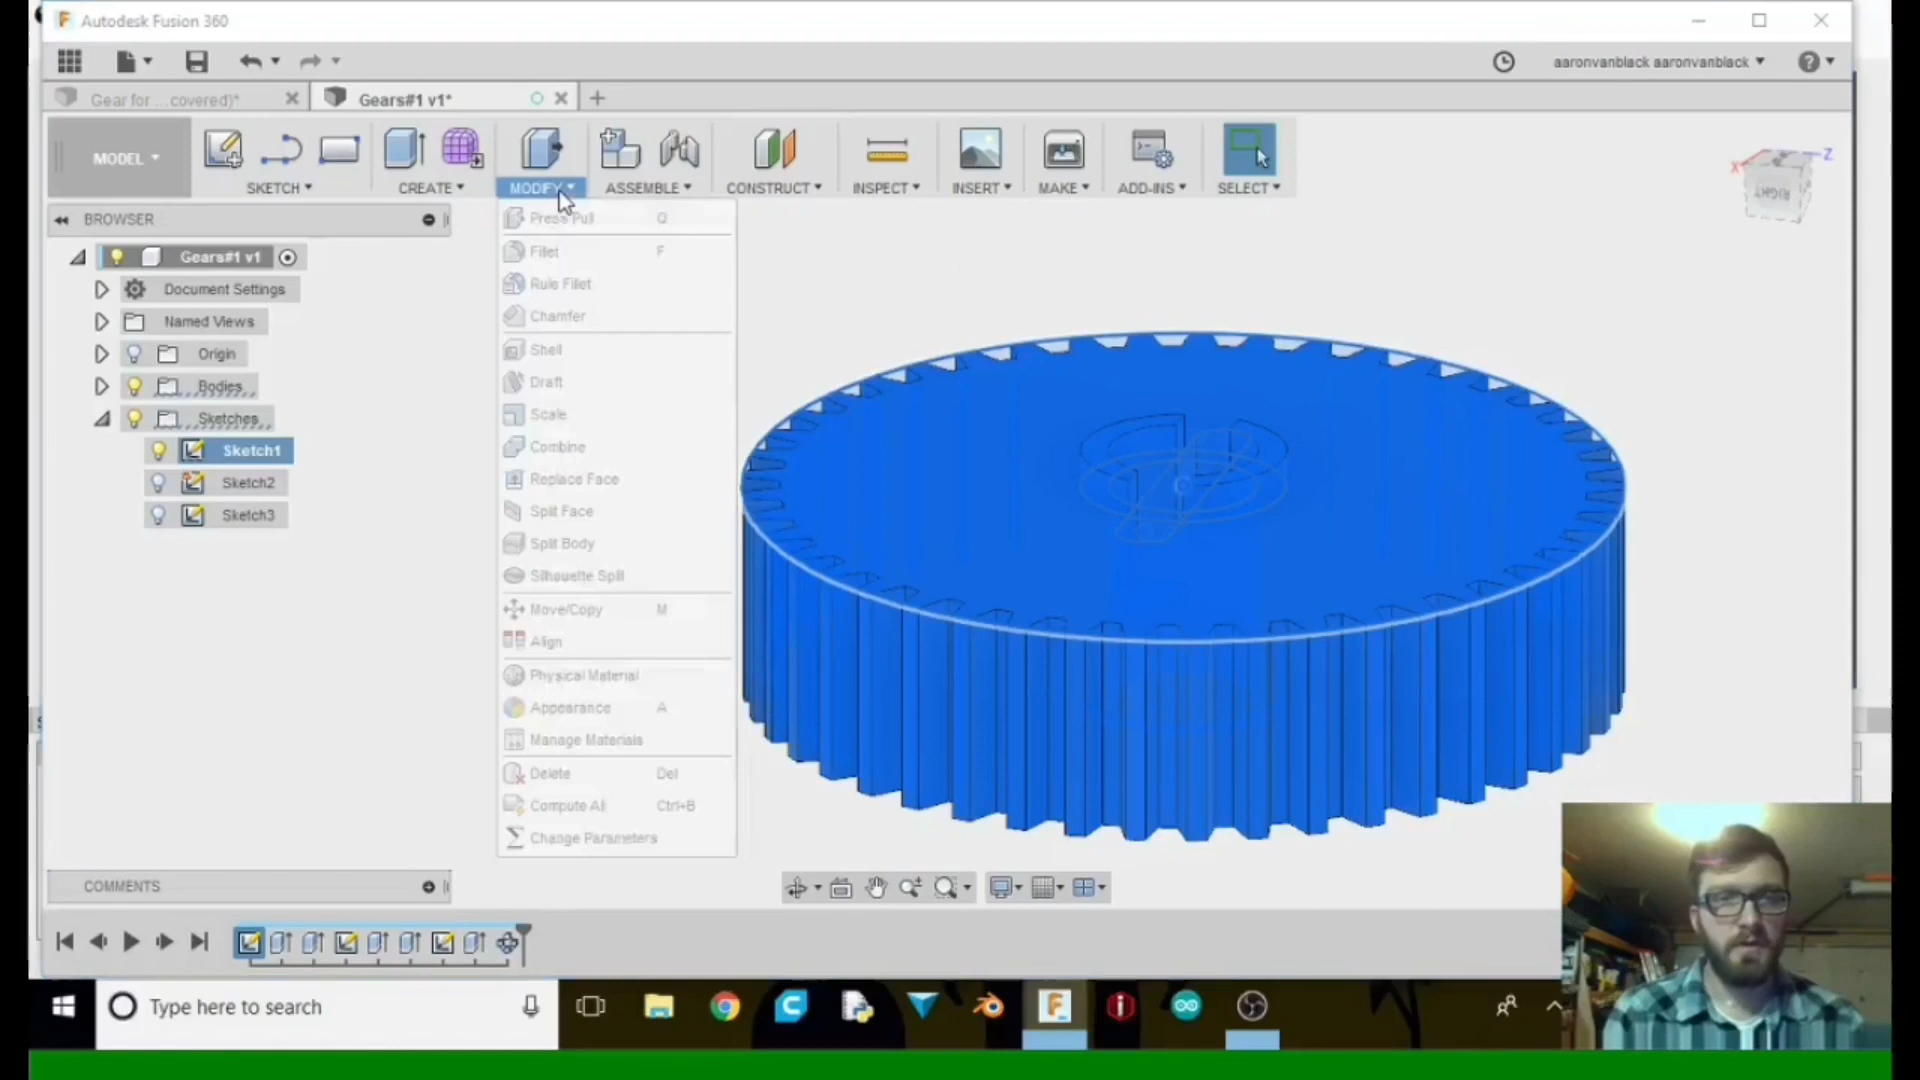 Autodesk Fusion 360
aaronvanblack aaronvanblack
Gear for ...covered)*
Gears#1 v1*
MODEL
SKETCH
CREATE
MODIFY
ASSEMBLE
CONSTRUCT
INSPECT
INSERT
MAKE
ADD-INS
SELECT
X
Z
RIGHT
BROWSER
Gears#1 v1
Document Settings
Named Views
Origin
Bodies
Sketches
Sketch1
Sketch2
Sketch3
Press Pull Q
Fillet F
Rule Fillet
Chamfer
Shell
Draft
Scale
Combine
Replace Face
Split Face
Split Body
Silhouette Split
Move/Copy M
Align
Physical Material
Appearance A
Manage Materials
Delete Del
Compute All Ctrl+B
Change Parameters
COMMENTS
Type here to search